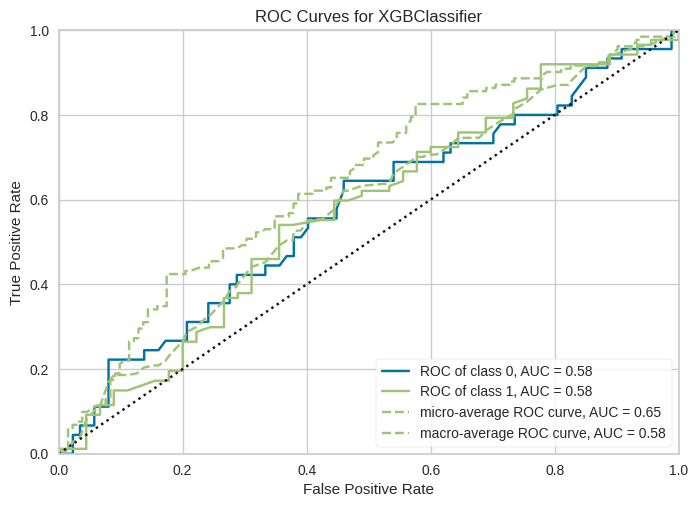 ROC Curves for XGBClassifier
True Positive Rate
1.0
0.8
0.6
0.4
0.2
0.0
ROC of class 0, AUC = 0.58
ROC of class 1, AUC = 0.58
micro-average ROC curve, AUC = 0.65
macro-average ROC curve, AUC = 0.58
0.0 0.2 0.4 0.6 0.8 1.0
False Positive Rate